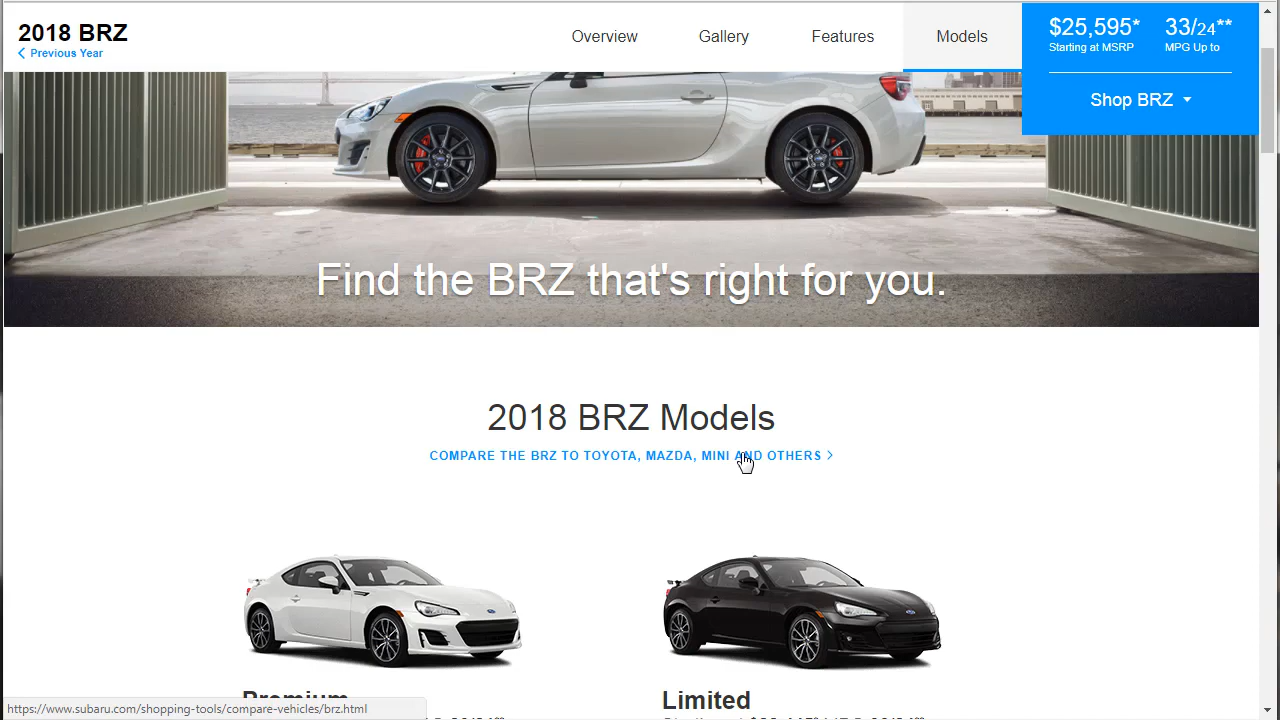 2018 BRZ
Previous Year
Overview
Gallery
Features
Models
$25,595*
Starting at MSRP
33/24**
MPG Up to
Shop BRZ
Find the BRZ that's right for you.
2018 BRZ Models
COMPARE THE BRZ TO TOYOTA, MAZDA, MINI AND OTHERS
Premium
Limited
https://www.subaru.com/shopping-tools/compare-vehicles/brz.html